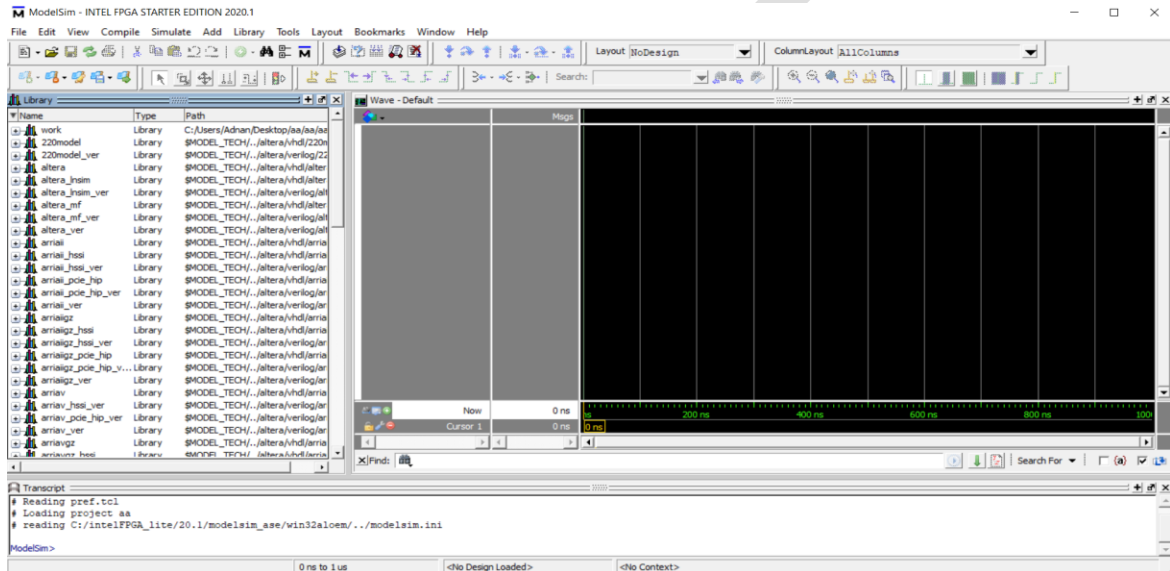 ModelSim - INTEL FPGA STARTER EDITION 2020.1
File Edit View Compile Simulate Add Library Tools Layout Bookmarks Window Help
Layout NoDesign ColumnLayout AllColumns
Search:
Library
Name Type Path
work Library C:/Users/Adnan/Desktop/aa/aa/aa
220model Library $MODEL_TECH/../altera/vhdl/220n
220model_ver Library $MODEL_TECH/../altera/verilog/22
altera Library $MODEL_TECH/../altera/vhdl/alter
altera_lnsim Library $MODEL_TECH/../altera/vhdl/alter
altera_lnsim_ver Library $MODEL_TECH/../altera/verilog/alt
altera_mf Library $MODEL_TECH/../altera/vhdl/alter
altera_mf_ver Library $MODEL_TECH/../altera/verilog/alt
altera_ver Library $MODEL_TECH/../altera/verilog/alt
arriaii Library $MODEL_TECH/../altera/vhdl/arria
arriaii_hssi Library $MODEL_TECH/../altera/vhdl/arria
arriaii_hssi_ver Library $MODEL_TECH/../altera/verilog/ar
arriaii_pcie_hip Library $MODEL_TECH/../altera/vhdl/arria
arriaii_pcie_hip_ver Library $MODEL_TECH/../altera/verilog/ar
arriaii_ver Library $MODEL_TECH/../altera/verilog/ar
arriaiigz Library $MODEL_TECH/../altera/vhdl/arria
arriaiigz_hssi Library $MODEL_TECH/../altera/vhdl/arria
arriaiigz_hssi_ver Library $MODEL_TECH/../altera/verilog/ar
arriaiigz_pcie_hip Library $MODEL_TECH/../altera/vhdl/arria
arriaiigz_pcie_hip_v... Library $MODEL_TECH/../altera/verilog/ar
arriaiigz_ver Library $MODEL_TECH/../altera/verilog/ar
arriav Library $MODEL_TECH/../altera/vhdl/arria
arriav_hssi_ver Library $MODEL_TECH/../altera/verilog/ar
arriav_pcie_hip_ver Library $MODEL_TECH/../altera/verilog/ar
arriav_ver Library $MODEL_TECH/../altera/verilog/ar
arriavgz Library $MODEL_TECH/../altera/vhdl/arria
arriavgz_hssi Library $MODEL_TECH/../altera/vhdl/arria
Wave - Default
Msgs
Now 0 ns
ns 200 ns 400 ns 600 ns 800 ns 100
Cursor 1 0 ns 0 ns
Find: Search For (a)
Transcript
# Reading pref.tcl
# Loading project aa
# reading C:/intelFPGA_lite/20.1/modelsim_ase/win32aloem/../modelsim.ini
ModelSim>
0 ns to 1 us <No Design Loaded> <No Context>